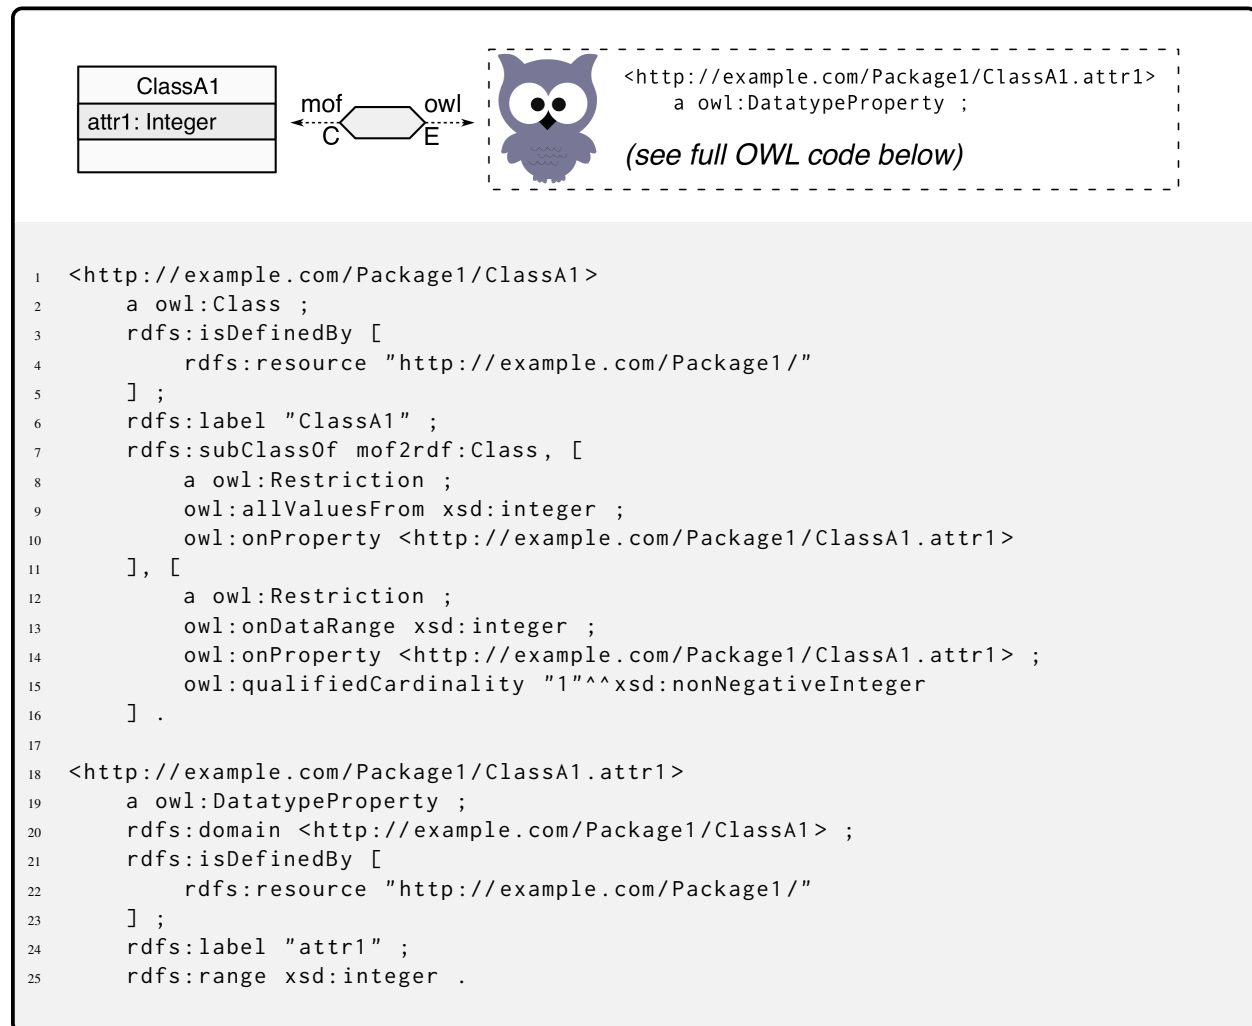 ClassA1
attr1: Integer
mof
owl
C
E
<http://example.com/Package1/ClassA1.attr1>
    a owl:DatatypeProperty ;
(see full OWL code below)
1 <http://example.com/Package1/ClassA1>
2     a owl:Class ;
3     rdfs:isDefinedBy [
4         rdfs:resource "http://example.com/Package1/"
5     ] ;
6     rdfs:label "ClassA1" ;
7     rdfs:subClassOf mof2rdf:Class, [
8         a owl:Restriction ;
9         owl:allValuesFrom xsd:integer ;
10         owl:onProperty <http://example.com/Package1/ClassA1.attr1>
11     ], [
12         a owl:Restriction ;
13         owl:onDataRange xsd:integer ;
14         owl:onProperty <http://example.com/Package1/ClassA1.attr1> ;
15         owl:qualifiedCardinality "1"^^xsd:nonNegativeInteger
16     ] .
17
18 <http://example.com/Package1/ClassA1.attr1>
19     a owl:DatatypeProperty ;
20     rdfs:domain <http://example.com/Package1/ClassA1> ;
21     rdfs:isDefinedBy [
22         rdfs:resource "http://example.com/Package1/"
23     ] ;
24     rdfs:label "attr1" ;
25     rdfs:range xsd:integer .